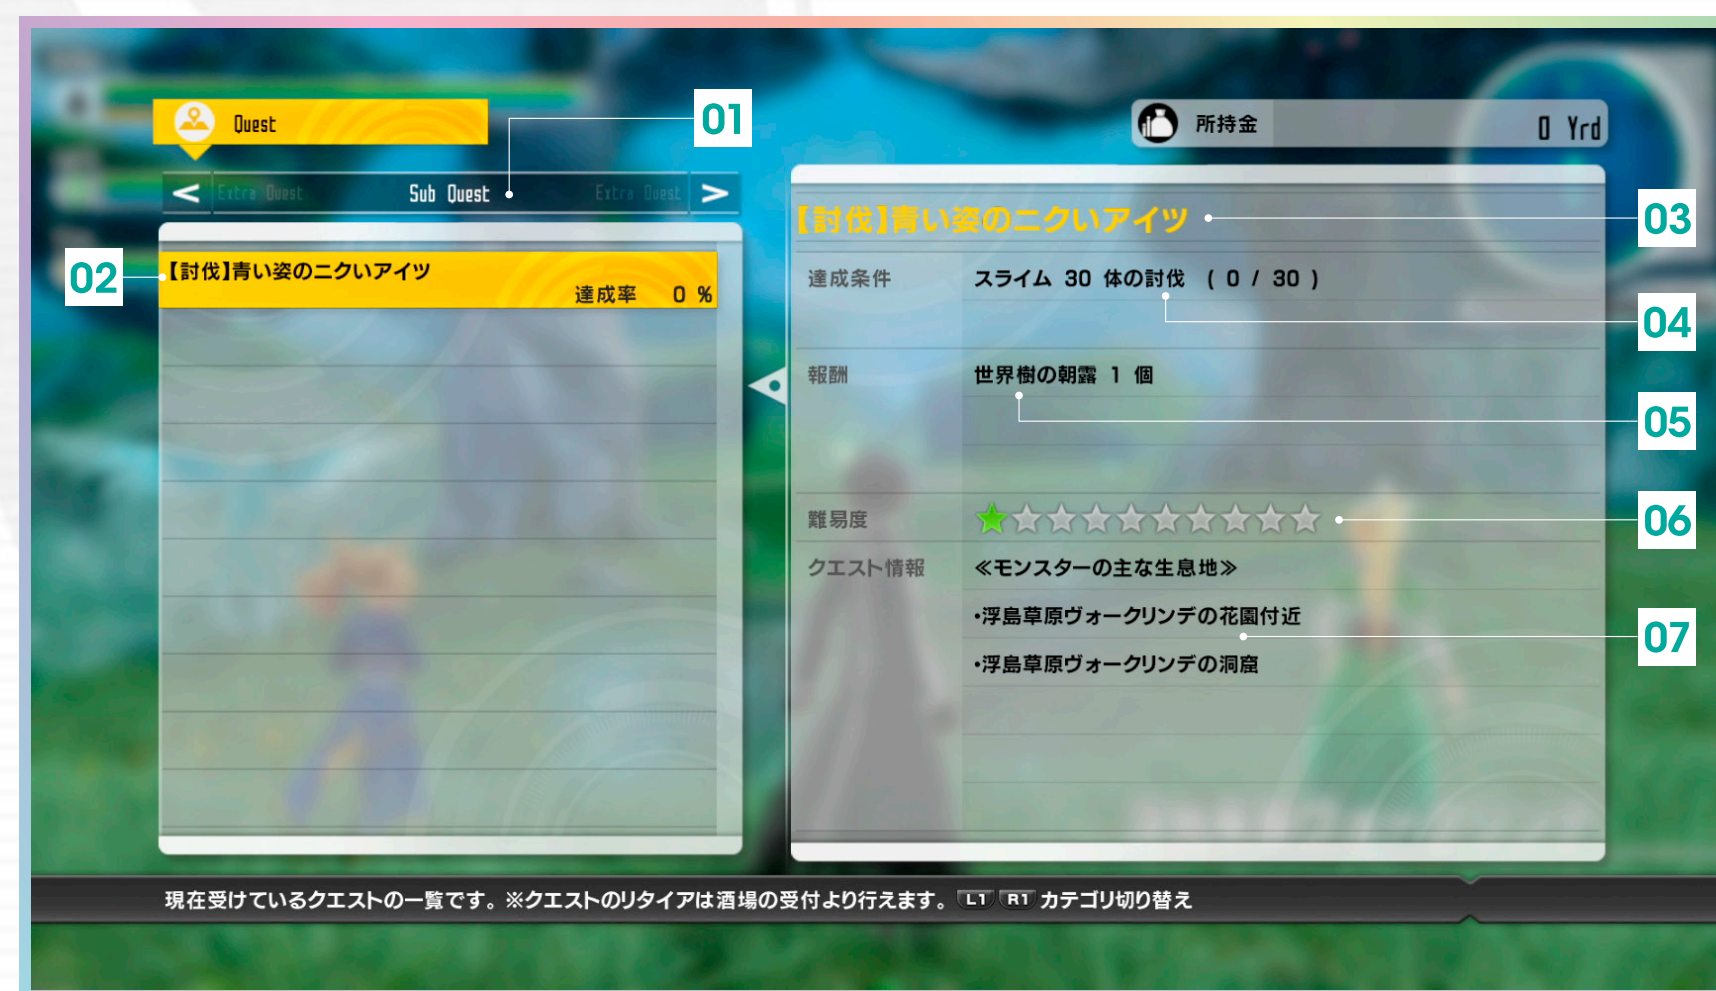 Quest
01
所持金
0 Yrd
<
Extra Quest
Sub Quest
Extra Quest
>
02
【討伐】青い姿のニクいアイツ
達成率 0 %
【討伐】青い姿のニクいアイツ
03
達成条件
スライム 30 体の討伐 ( 0 / 30 )
04
報酬
世界樹の朝露 1 個
05
難易度
06
クエスト情報
≪モンスターの主な生息地≫
・浮島草原ヴォークリンデの花園付近
07
・浮島草原ヴォークリンデの洞窟
現在受けているクエストの一覧です。※クエストのリタイアは酒場の受付より行えます。 L1 R1 カテゴリ切り替え